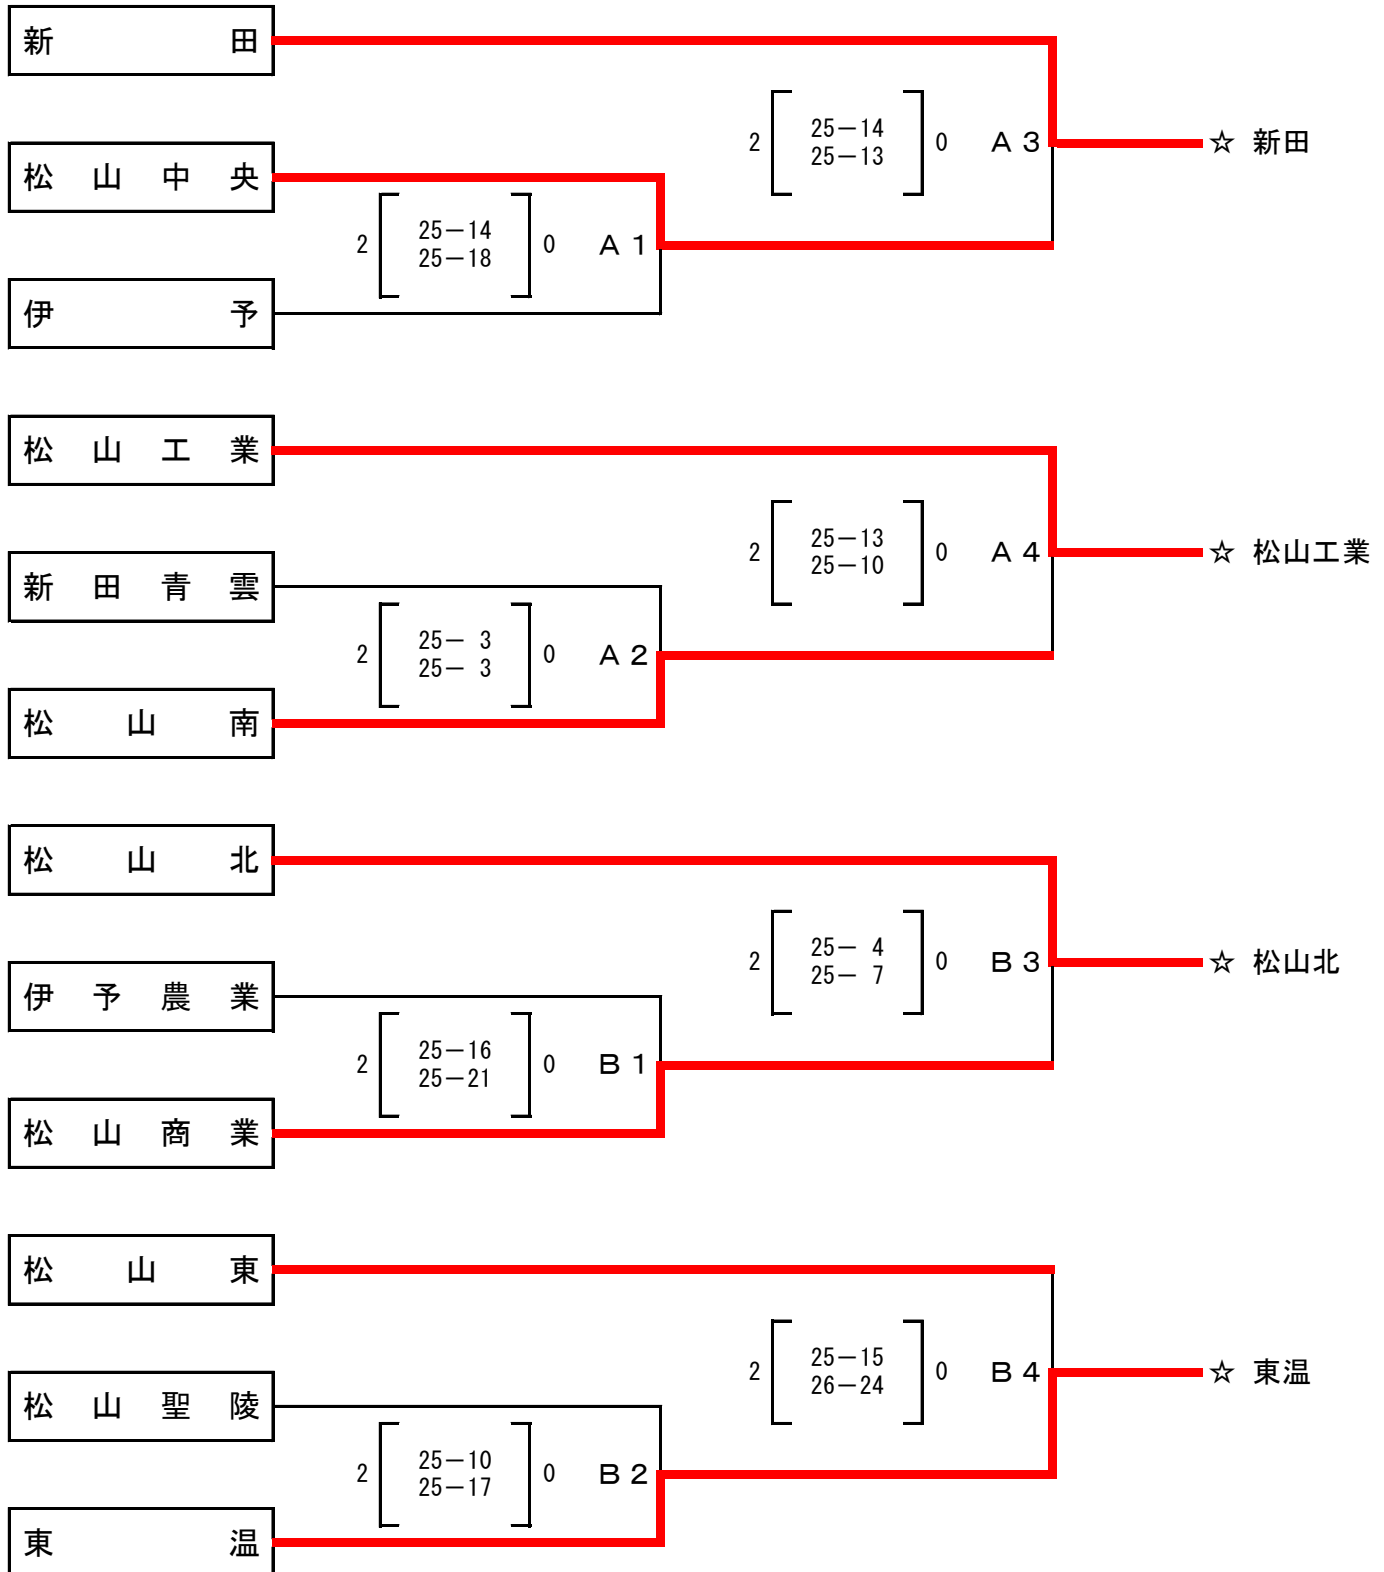 新田
2 25－14 0 A3 ☆ 新田
25－13
松山中央
2 25－14 0 A1
25－18
伊予
松山工業
2 25－13 0 A4 ☆ 松山工業
25－10
新田青雲
2 25－ 3 0 A2
25－ 3
松山南
松山北
2 25－ 4 0 B3 ☆ 松山北
25－ 7
伊予農業
2 25－16 0 B1
25－21
松山商業
松山東
2 25－15 0 B4 ☆ 東温
26－24
松山聖陵
2 25－10 0 B2
25－17
東温